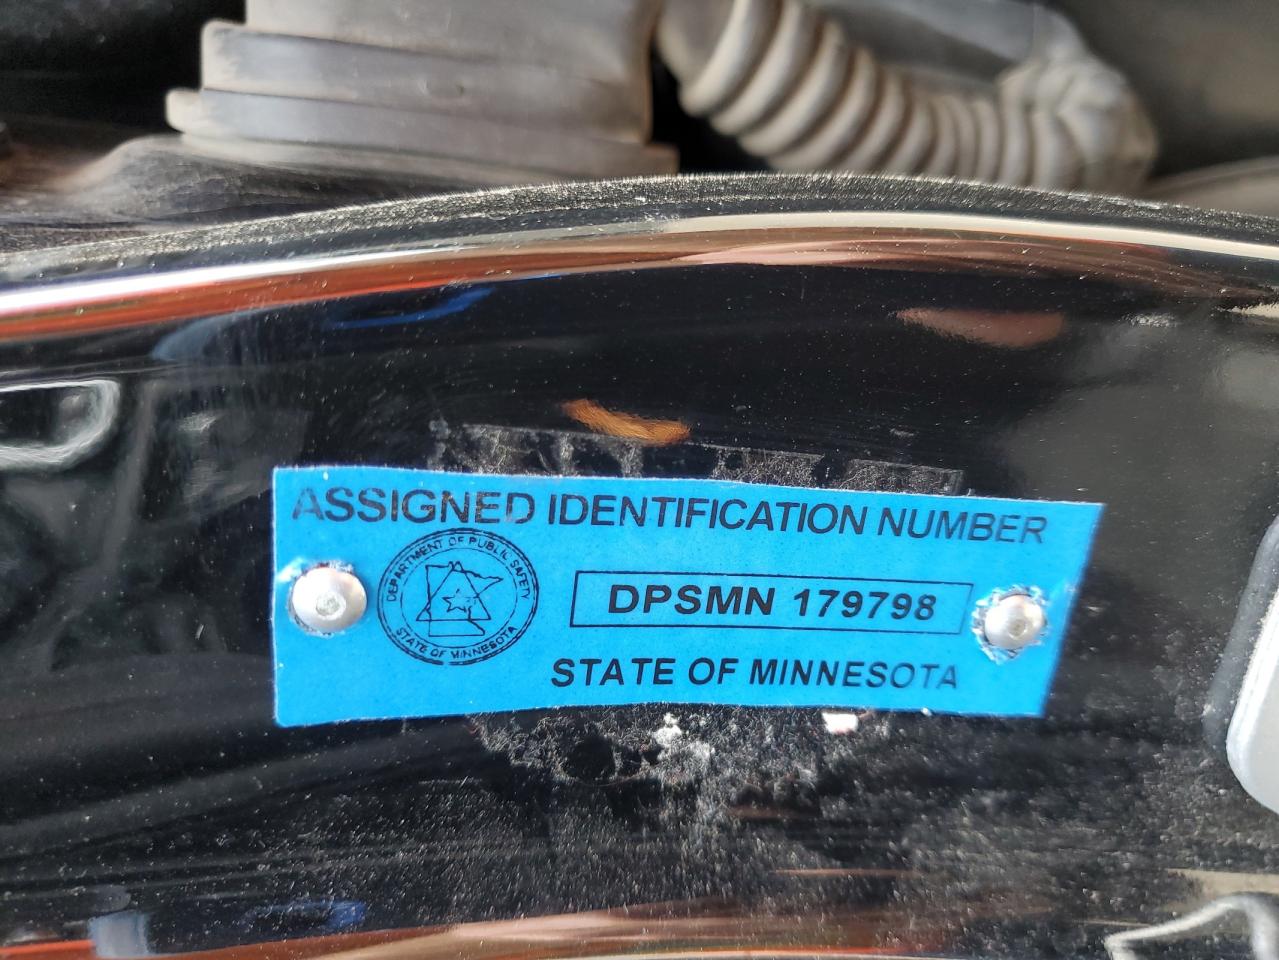 ASSIGNED IDENTIFICATION NUMBER
DEPARTMENT OF PUBLIC SAFETY
STATE OF MINNESOTA
DPSMN 179798
STATE OF MINNESOTA